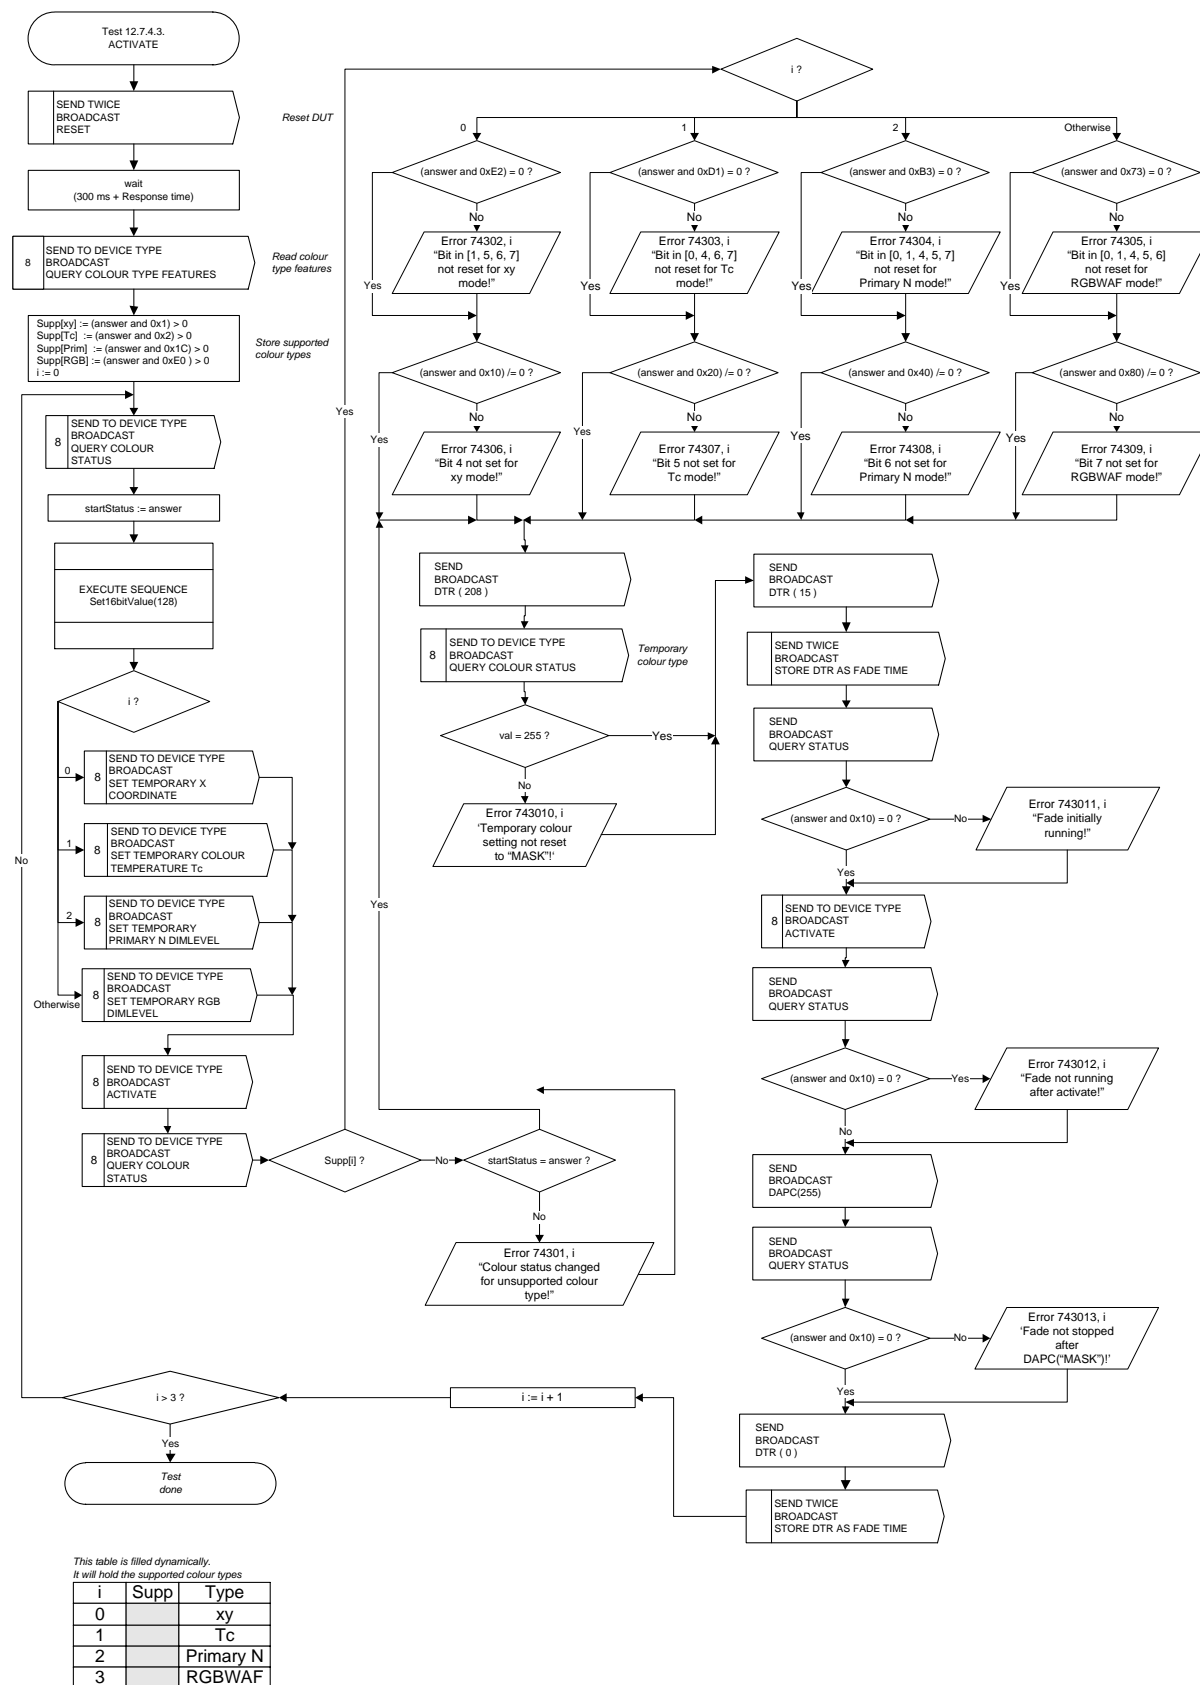 Test 12.7.4.3.
ACTIVATE
SEND TWICE
BROADCAST
RESET
Reset DUT
wait
(300 ms + Response time)
8
SEND TO DEVICE TYPE
BROADCAST
QUERY COLOUR TYPE FEATURES
Read colour
type features
Supp[xy] := (answer and 0x1) > 0
Supp[Tc] := (answer and 0x2) > 0
Supp[Prim] := (answer and 0x1C) > 0
Supp[RGB] := (answer and 0xE0 ) > 0
i := 0
Store supported
colour types
8
SEND TO DEVICE TYPE
BROADCAST
QUERY COLOUR
STATUS
startStatus := answer
EXECUTE SEQUENCE
Set16bitValue(128)
i ?
0
8
SEND TO DEVICE TYPE
BROADCAST
SET TEMPORARY X
COORDINATE
1
8
SEND TO DEVICE TYPE
BROADCAST
SET TEMPORARY COLOUR
TEMPERATURE Tc
2
8
SEND TO DEVICE TYPE
BROADCAST
SET TEMPORARY
PRIMARY N DIMLEVEL
Otherwise
8
SEND TO DEVICE TYPE
BROADCAST
SET TEMPORARY RGB
DIMLEVEL
8
SEND TO DEVICE TYPE
BROADCAST
ACTIVATE
8
SEND TO DEVICE TYPE
BROADCAST
QUERY COLOUR
STATUS
Supp[i] ?
No
startStatus = answer ?
No
Error 74301, i
“Colour status changed
for unsupported colour
type!”
Yes
Yes
i ?
0
1
2
Otherwise
(answer and 0xE2) = 0 ?
(answer and 0xD1) = 0 ?
(answer and 0xB3) = 0 ?
(answer and 0x73) = 0 ?
No
No
No
No
Yes
Yes
Yes
Yes
Error 74302, i
“Bit in [1, 5, 6, 7]
not reset for xy
mode!”
Error 74303, i
“Bit in [0, 4, 6, 7]
not reset for Tc
mode!”
Error 74304, i
“Bit in [0, 1, 4, 5, 7]
not reset for
Primary N mode!”
Error 74305, i
“Bit in [0, 1, 4, 5, 6]
not reset for
RGBWAF mode!”
(answer and 0x10) /= 0 ?
(answer and 0x20) /= 0 ?
(answer and 0x40) /= 0 ?
(answer and 0x80) /= 0 ?
No
No
No
No
Yes
Yes
Yes
Yes
Error 74306, i
“Bit 4 not set for
xy mode!”
Error 74307, i
“Bit 5 not set for
Tc mode!”
Error 74308, i
“Bit 6 not set for
Primary N mode!”
Error 74309, i
“Bit 7 not set for
RGBWAF mode!”
SEND
BROADCAST
DTR ( 208 )
8
SEND TO DEVICE TYPE
BROADCAST
QUERY COLOUR STATUS
Temporary
colour type
val = 255 ?
Yes
No
Error 743010, i
‘Temporary colour
setting not reset
to “MASK”!‘
SEND
BROADCAST
DTR ( 15 )
SEND TWICE
BROADCAST
STORE DTR AS FADE TIME
SEND
BROADCAST
QUERY STATUS
(answer and 0x10) = 0 ?
No
Error 743011, i
“Fade initially
running!”
Yes
8
SEND TO DEVICE TYPE
BROADCAST
ACTIVATE
SEND
BROADCAST
QUERY STATUS
(answer and 0x10) = 0 ?
Yes
Error 743012, i
“Fade not running
after activate!”
No
SEND
BROADCAST
DAPC(255)
SEND
BROADCAST
QUERY STATUS
(answer and 0x10) = 0 ?
No
Error 743013, i
‘Fade not stopped
after
DAPC(“MASK”)!’
Yes
SEND
BROADCAST
DTR ( 0 )
SEND TWICE
BROADCAST
STORE DTR AS FADE TIME
i := i + 1
i > 3 ?
No
Yes
Test
done
This table is filled dynamically.
It will hold the supported colour types
i Supp Type
0 xy
1 Tc
2 Primary N
3 RGBWAF